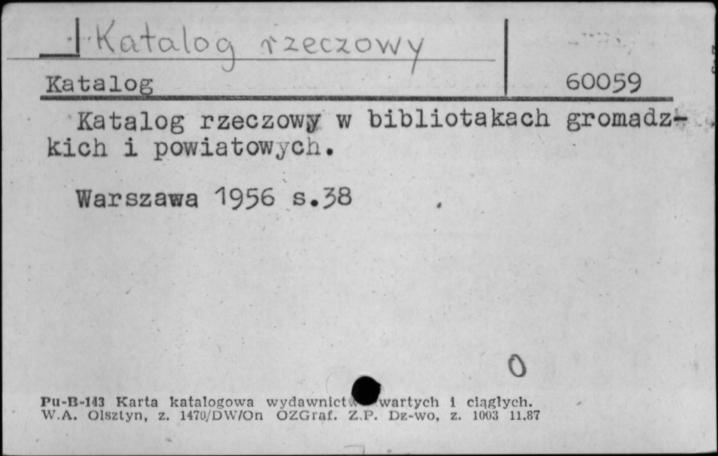 Katalog rzeczowy
Katalog 60059
Katalog rzeczowy w bibliotakach gromadz-
kich i powiatowych.
Warszawa 1956 s.38
0
Pu-B-143 Karta katalogowa wydawnictw zwartych i ciągłych.
W.A. Olsztyn, z. 1470/DW/On OZGraf. Z.P. Dz-wo, z. 1003 11.87